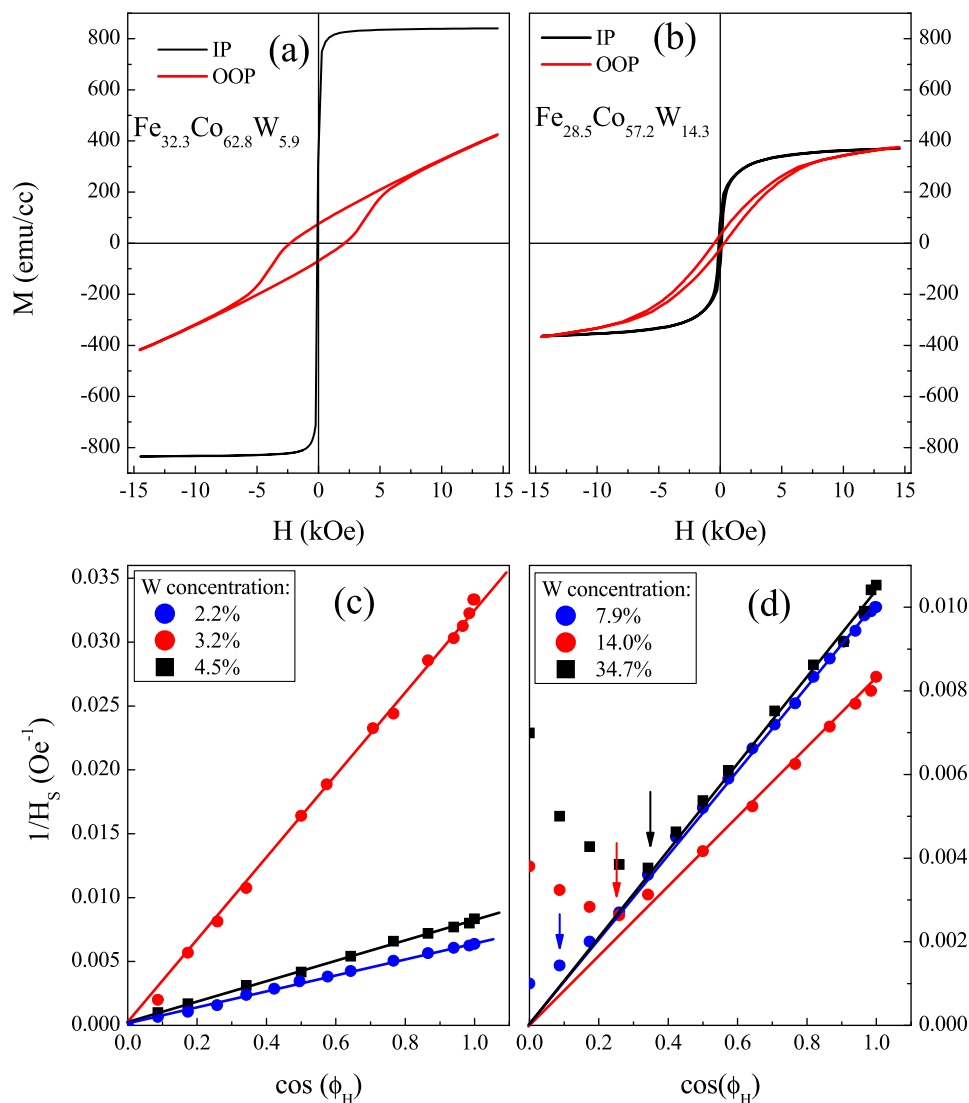 (a)
IP
OOP
Fe32.3Co62.8W5.9
M (emu/cc)
800
600
400
200
0
-200
-400
-600
-800
-15 -10 -5 0 5 10 15
H (kOe)
(b)
IP
OOP
Fe28.5Co57.2W14.3
800
600
400
200
0
-200
-400
-600
-800
-15 -10 -5 0 5 10 15
H (kOe)
(c)
W concentration:
2.2%
3.2%
4.5%
1/HS (Oe-1)
0.035
0.030
0.025
0.020
0.015
0.010
0.005
0.000
0.0 0.2 0.4 0.6 0.8 1.0
cos (ϕH)
(d)
W concentration:
7.9%
14.0%
34.7%
0.010
0.008
0.006
0.004
0.002
0.000
0.0 0.2 0.4 0.6 0.8 1.0
cos(ϕH)